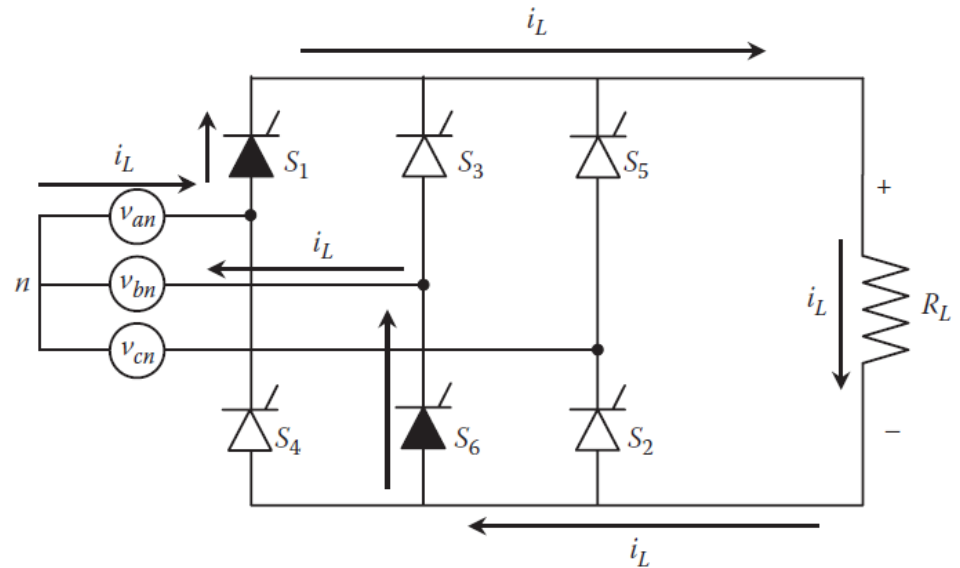 i_L
S_1
S_3
S_5
i_L
v_an
i_L
+
n
v_bn
i_L
R_L
v_cn
S_4
S_6
S_2
−
i_L